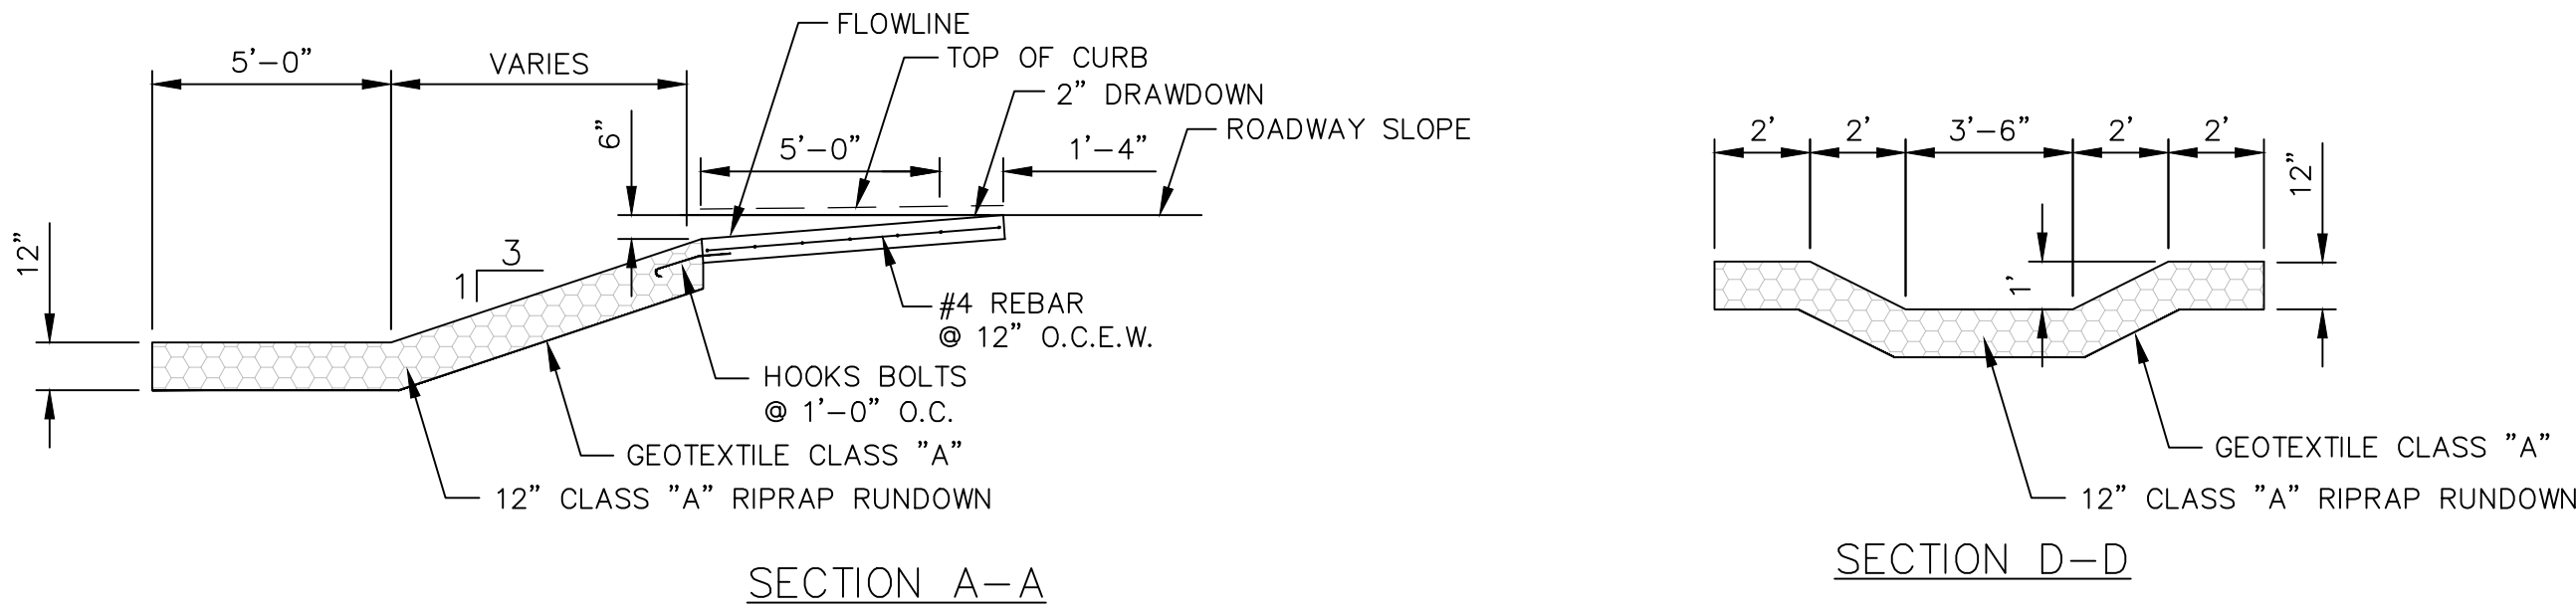 FLOWLINE
TOP OF CURB
2” DRAWDOWN
ROADWAY SLOPE
5’-0”
VARIES
6”
5’-0”
1’-4”
12”
3
1
#4 REBAR
@ 12” O.C.E.W.
HOOKS BOLTS
@ 1’-0” O.C.
GEOTEXTILE CLASS ”A”
12” CLASS ”A” RIPRAP RUNDOWN
SECTION A-A
2’
2’
3’-6”
2’
2’
12”
1’
GEOTEXTILE CLASS ”A”
12” CLASS ”A” RIPRAP RUNDOWN
SECTION D-D